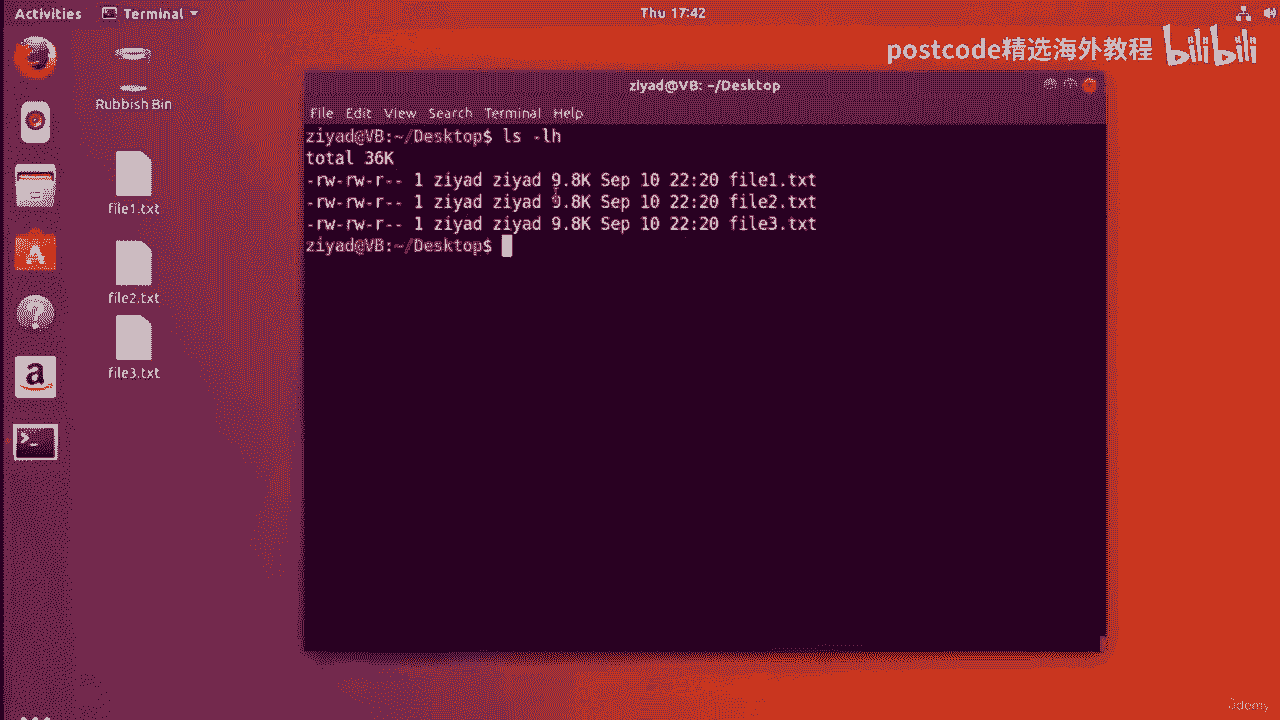 Activities
Terminal
Thu 17:42
postcode精选海外教程 bilibili
Rubbish Bin
file1.txt
file2.txt
file3.txt
ziyad@VB: ~/Desktop
File Edit View Search Terminal Help
ziyad@VB:~/Desktop$ ls -lh
total 36K
-rw-rw-r-- 1 ziyad ziyad 9.8K Sep 10 22:20 file1.txt
-rw-rw-r-- 1 ziyad ziyad 9.8K Sep 10 22:20 file2.txt
-rw-rw-r-- 1 ziyad ziyad 9.8K Sep 10 22:20 file3.txt
ziyad@VB:~/Desktop$
a
Udemy